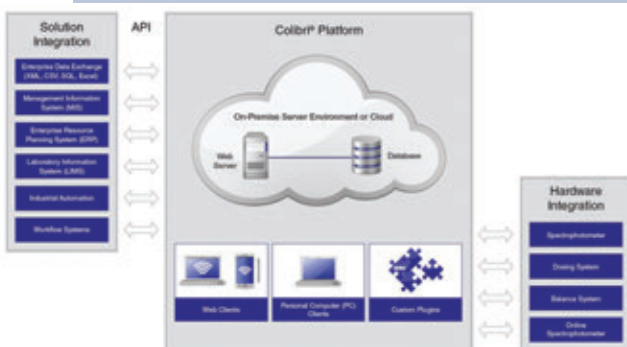 Solution
Integration
API
Colibri® Platform
Enterprise Data Exchange
(XML, CSV, SQL, Excel)
Management Information
System (MIS)
Enterprise Resource
Planning System (ERP)
Laboratory Information
System (LIMS)
Industrial Automation
Workflow Systems
On-Premise Server Environment or Cloud
Web
Server
Database
Web Clients
Personal Computer (PC)
Clients
Custom Plugins
Hardware
Integration
Spectrophotometer
Dosing System
Balance System
Online
Spectrophotometer